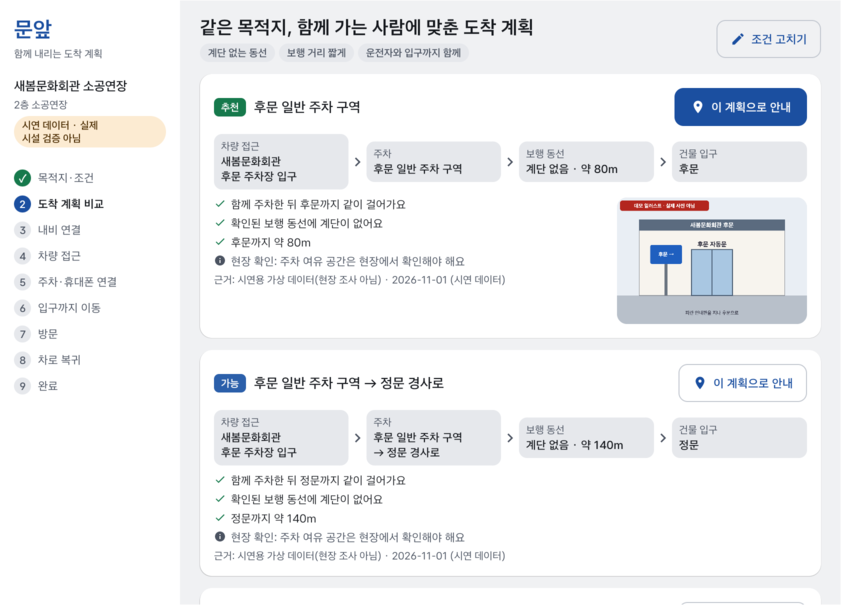 문앞
함께 내리는 도착 계획
새봄문화회관 소공연장
2층 소공연장
시연 데이터 · 실제
시설 검증 아님
목적지·조건
2 도착 계획 비교
3 내비 연결
4 차량 접근
5 주차·휴대폰 연결
6 입구까지 이동
7 방문
8 차로 복귀
9 완료
같은 목적지, 함께 가는 사람에 맞춘 도착 계획
계단 없는 동선 보행 거리 짧게 운전자와 입구까지 함께
조건 고치기
추천 후문 일반 주차 구역
이 계획으로 안내
차량 접근
새봄문화회관
후문 주차장 입구
주차
후문 일반 주차 구역
보행 동선
계단 없음 · 약 80m
건물 입구
후문
함께 주차한 뒤 후문까지 같이 걸어가요
확인된 보행 동선에 계단이 없어요
후문까지 약 80m
현장 확인: 주차 여유 공간은 현장에서 확인해야 해요
근거: 시연용 가상 데이터(현장 조사 아님) · 2026-11-01 (시연 데이터)
데모 일러스트 · 실제 사진 아님
새봄문화회관 후문
후문 자동문
후문 →
가능 후문 일반 주차 구역 → 정문 경사로
이 계획으로 안내
차량 접근
새봄문화회관
후문 주차장 입구
주차
후문 일반 주차 구역
→ 정문 경사로
보행 동선
계단 없음 · 약 140m
건물 입구
정문
함께 주차한 뒤 정문까지 같이 걸어가요
확인된 보행 동선에 계단이 없어요
정문까지 약 140m
현장 확인: 주차 여유 공간은 현장에서 확인해야 해요
근거: 시연용 가상 데이터(현장 조사 아님) · 2026-11-01 (시연 데이터)